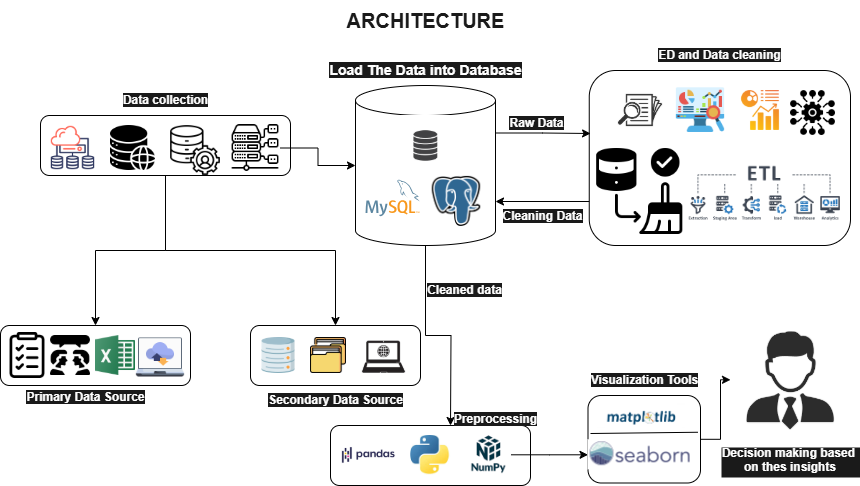 ARCHITECTURE
ED and Data cleaning
Load The Data into Database
Data collection
Raw Data
MySQL
ETL
Extraction
Staging Area
Transform
load
Warehouse
Analytics
Cleaning Data
Cleaned data
X
Primary Data Source
Secondary Data Source
Visualization Tools
matplotlib
seaborn
Preprocessing
pandas
NumPy
Decision making based
on thes insights